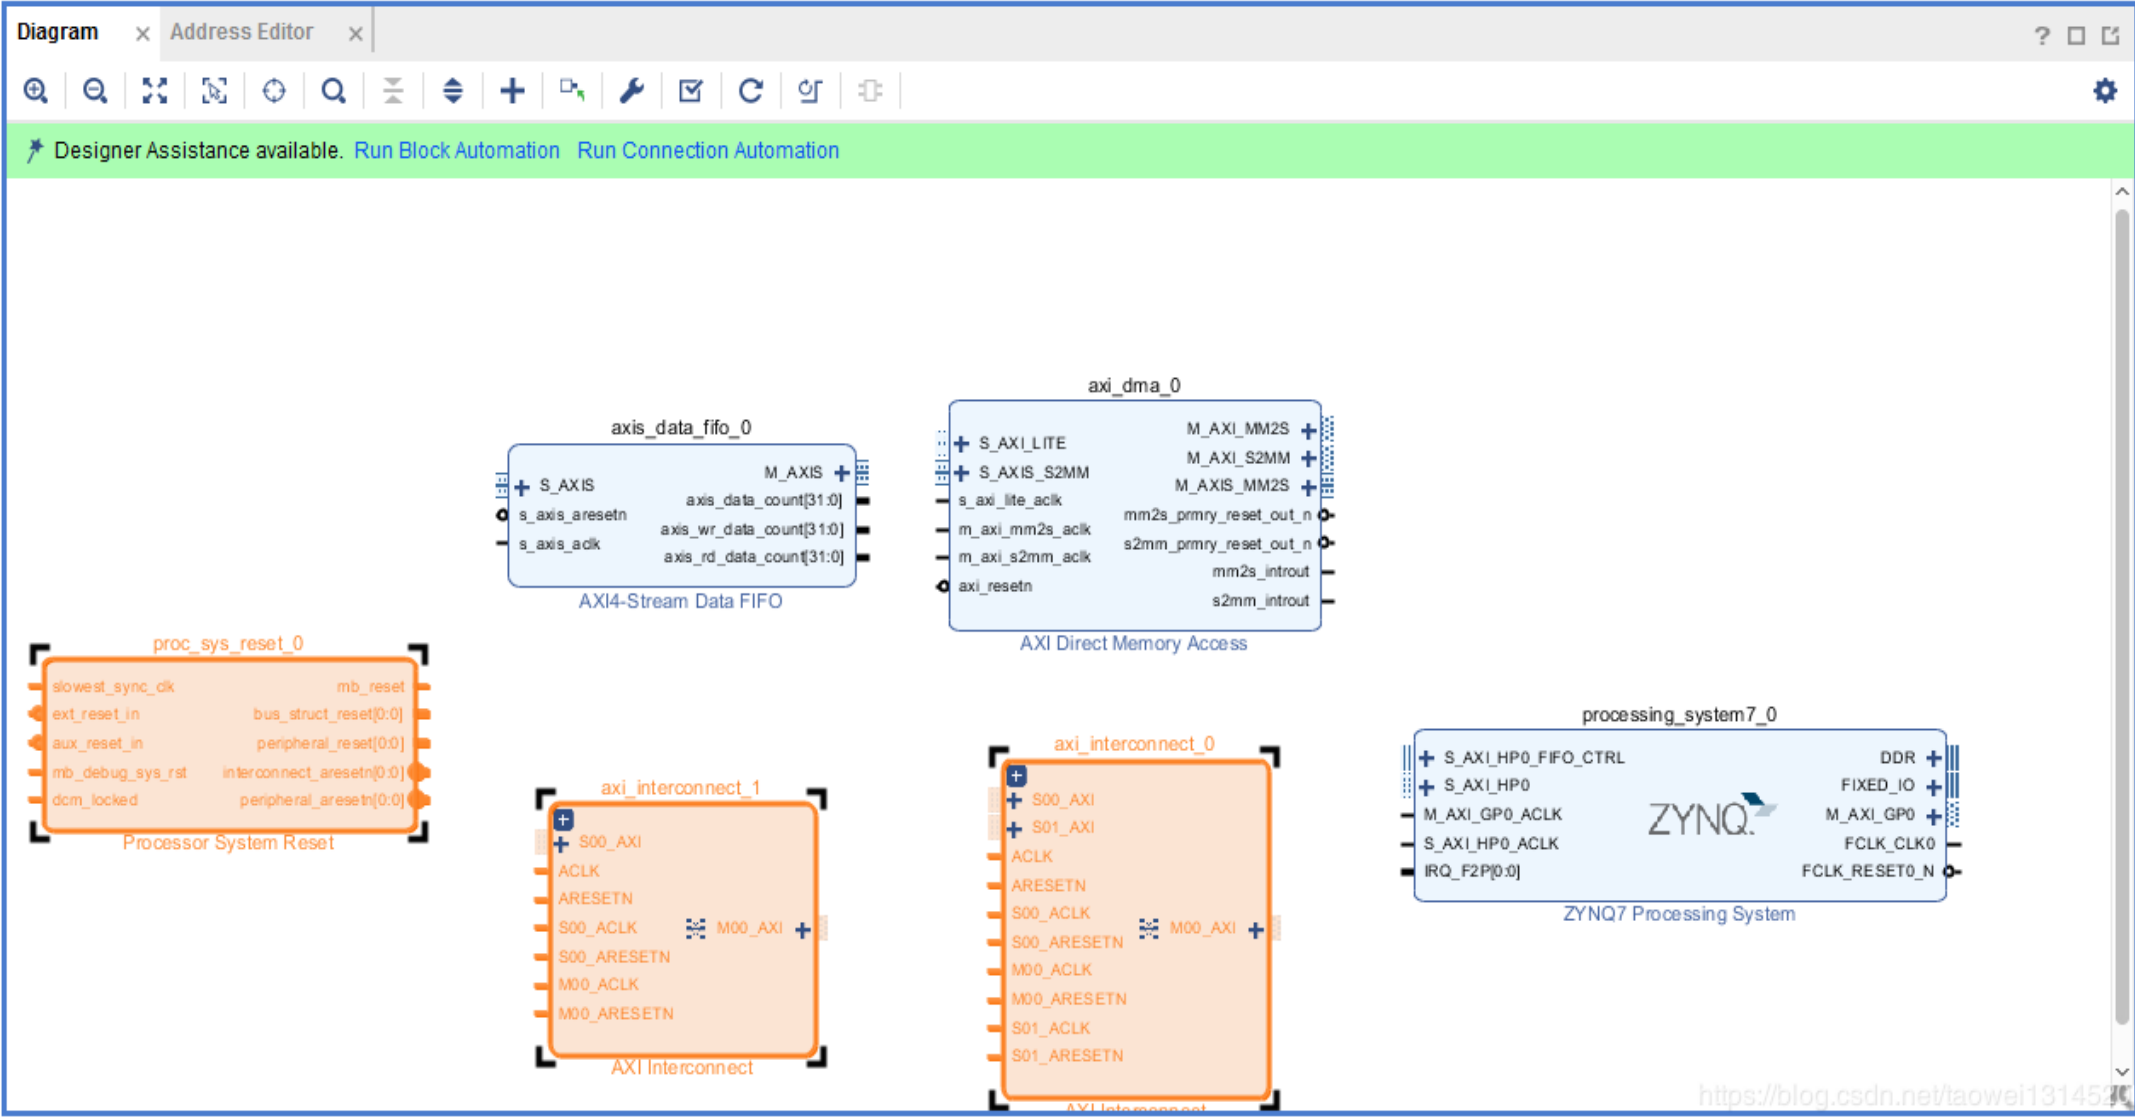 Diagram
Address Editor
Designer Assistance available. Run Block Automation Run Connection Automation
axi_dma_0
S_AXI_LITE
S_AXIS_S2MM
s_axi_lite_aclk
m_axi_mm2s_aclk
m_axi_s2mm_aclk
axi_resetn
M_AXI_MM2S
M_AXI_S2MM
M_AXIS_MM2S
mm2s_prmry_reset_out_n
s2mm_prmry_reset_out_n
mm2s_introut
s2mm_introut
AXI Direct Memory Access
axis_data_fifo_0
S_AXIS
s_axis_aresetn
s_axis_aclk
M_AXIS
axis_data_count[31:0]
axis_wr_data_count[31:0]
axis_rd_data_count[31:0]
AXI4-Stream Data FIFO
proc_sys_reset_0
slowest_sync_clk
ext_reset_in
aux_reset_in
mb_debug_sys_rst
dcm_locked
mb_reset
bus_struct_reset[0:0]
peripheral_reset[0:0]
interconnect_aresetn[0:0]
peripheral_aresetn[0:0]
Processor System Reset
axi_interconnect_1
S00_AXI
ACLK
ARESETN
S00_ACLK
S00_ARESETN
M00_ACLK
M00_ARESETN
M00_AXI
AXI Interconnect
axi_interconnect_0
S00_AXI
S01_AXI
ACLK
ARESETN
S00_ACLK
S00_ARESETN
M00_ACLK
M00_ARESETN
S01_ACLK
S01_ARESETN
M00_AXI
AXI Interconnect
processing_system7_0
S_AXI_HP0_FIFO_CTRL
S_AXI_HP0
M_AXI_GP0_ACLK
S_AXI_HP0_ACLK
IRQ_F2P[0:0]
ZYNQ.
DDR
FIXED_IO
M_AXI_GP0
FCLK_CLK0
FCLK_RESET0_N
ZYNQ7 Processing System